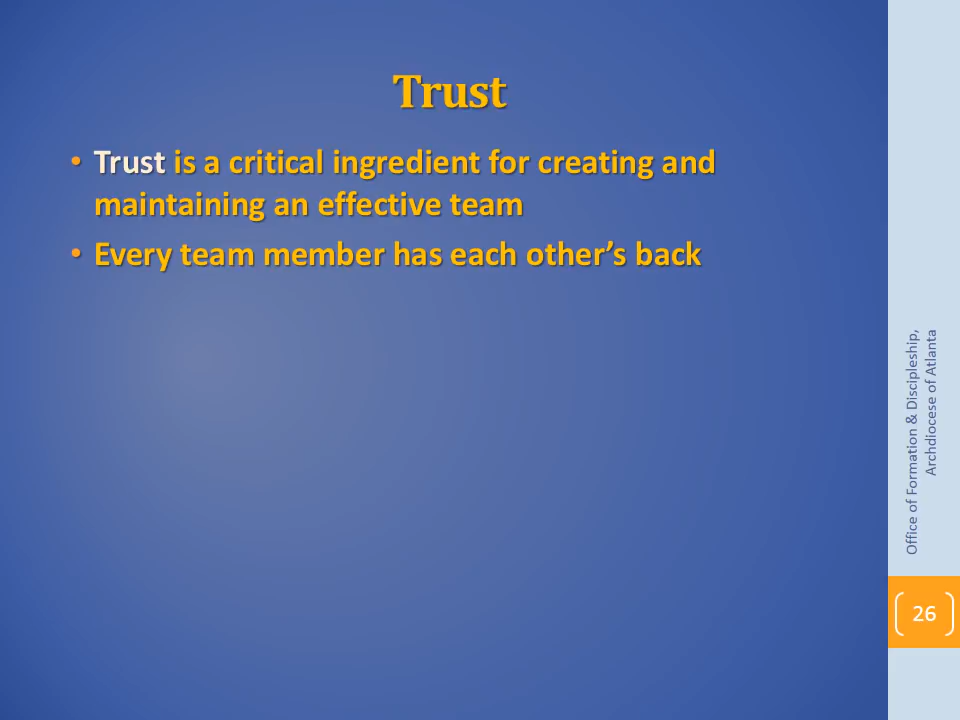 Trust
• Trust is a critical ingredient for creating and
maintaining an effective team
• Every team member has each other’s back
Office of Formation & Discipleship,
Archdiocese of Atlanta
26